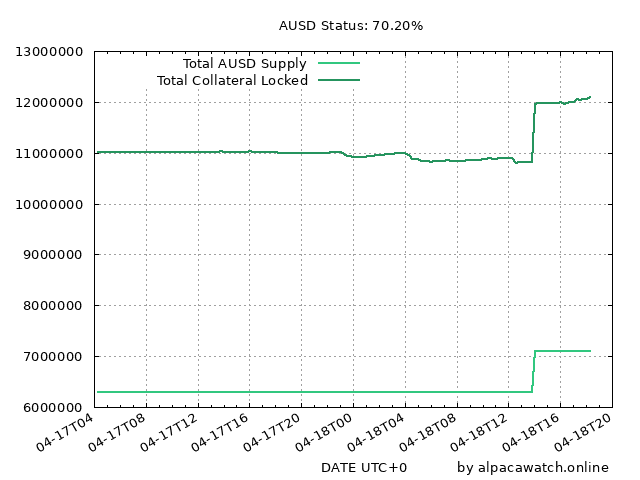 AUSD Status: 70.20%
Total AUSD Supply
Total Collateral Locked
13000000
12000000
11000000
10000000
9000000
8000000
7000000
6000000
04-17T04
04-17T08
04-17T12
04-17T16
04-17T20
04-18T00
04-18T04
04-18T08
04-18T12
04-18T16
04-18T20
DATE UTC+0
by alpacawatch.online